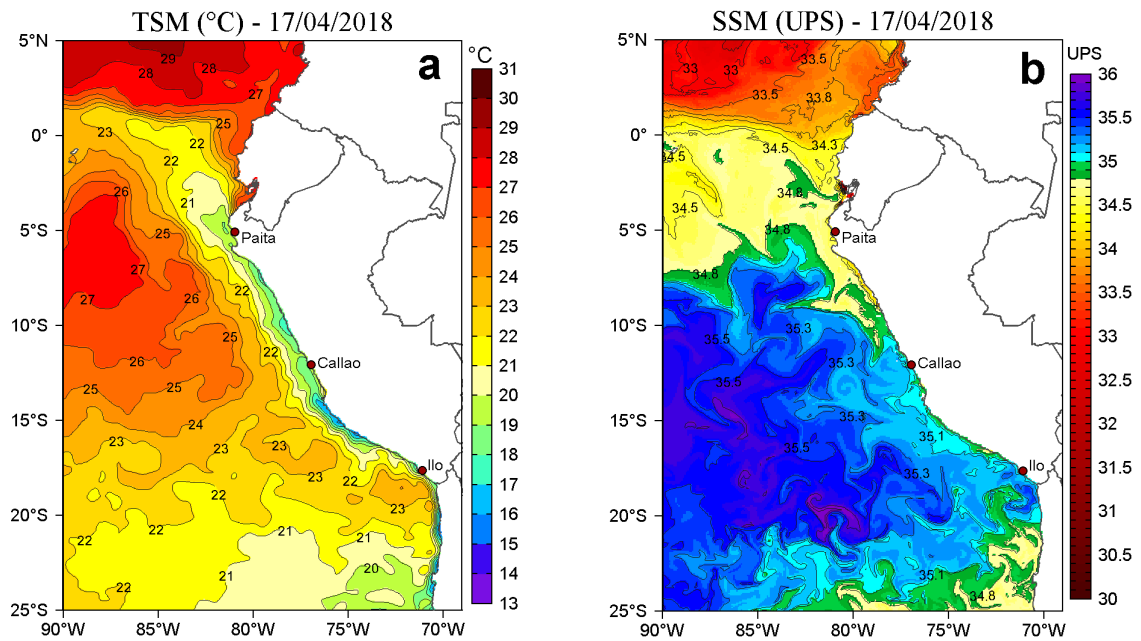 TSM (°C) - 17/04/2018
a
°C
5°N
0°
5°S
10°S
15°S
20°S
25°S
90°W
85°W
80°W
75°W
70°W
29
28
28
27
25
23
22
22
26
21
25
27
22
27
26
25
22
26
25
25
24
23
23
23
23
22
22
23
22
22
21
21
20
21
22
Paita
Callao
Ilo
31
30
29
28
27
26
25
24
23
22
21
20
19
18
17
16
15
14
13
SSM (UPS) - 17/04/2018
b
UPS
5°N
0°
5°S
10°S
15°S
20°S
25°S
90°W
85°W
80°W
75°W
70°W
33.5
33
33
33.5
33.8
34.3
34.5
34.5
34.8
34.5
34.8
34.8
35.3
35.5
35.3
35.5
35.3
35.1
35.5
35.3
35.1
34.8
Paita
Callao
Ilo
36
35.5
35
34.5
34
33.5
33
32.5
32
31.5
31
30.5
30